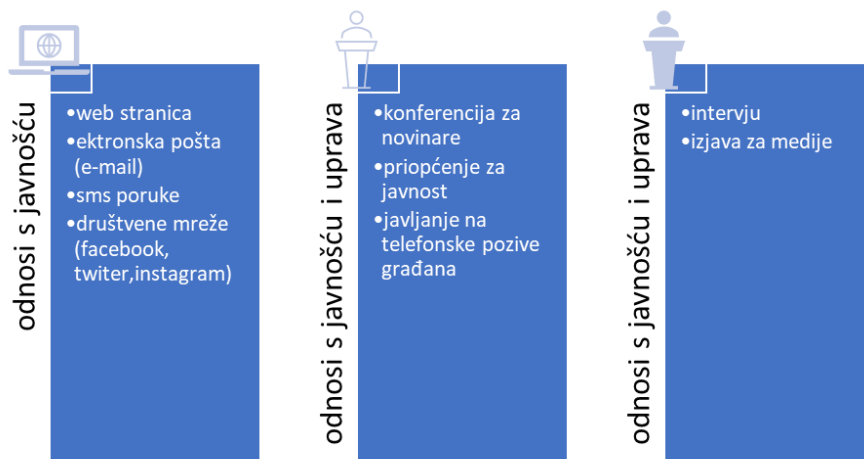 odnosi s javnošću
•web stranica
•ektronska pošta
(e-mail)
•sms poruke
•društvene mreže
(facebook,
twiter,instagram)
odnosi s javnošću i uprava
•konferencija za
novinare
•priopćenje za
javnost
•javljanje na
telefonske pozive
građana
odnosi s javnošću i uprava
•intervju
•izjava za medije